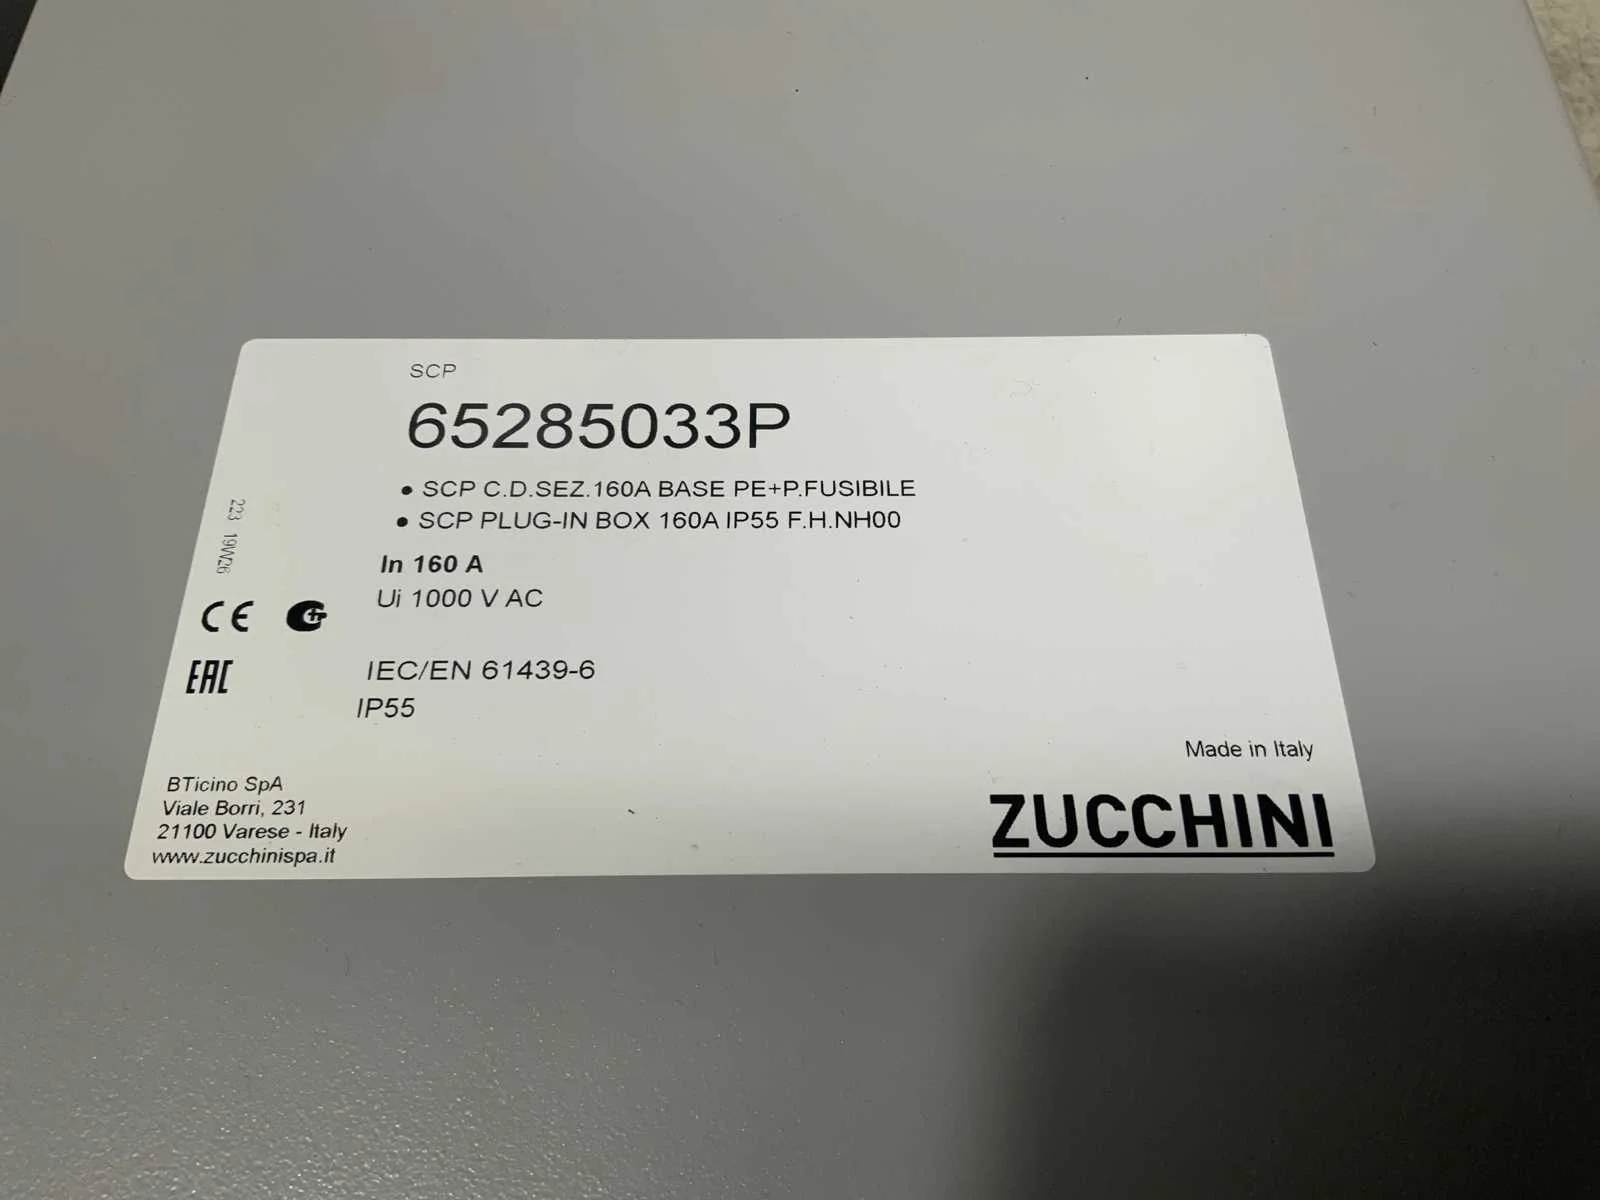 SCP
65285033P
• SCP C.D.SEZ.160A BASE PE+P.FUSIBILE
• SCP PLUG-IN BOX 160A IP55 F.H.NH00
223 19W26
In 160 A
Ui 1000 V AC
CE
EAC
IEC/EN 61439-6
IP55
Made in Italy
BTicino SpA
Viale Borri, 231
21100 Varese - Italy
www.zucchinispa.it
ZUCCHINI